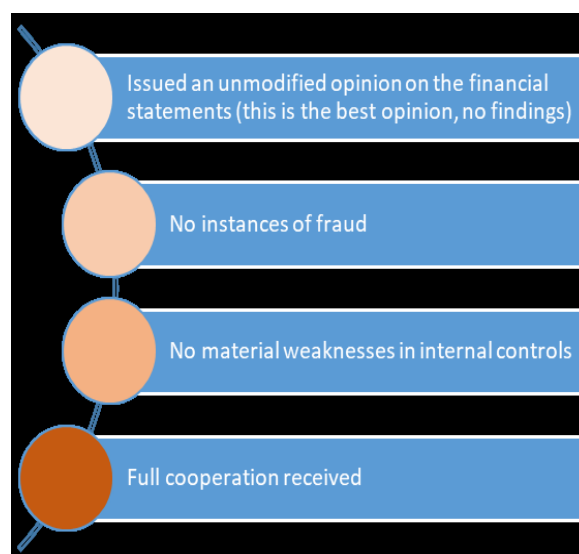 Issued an unmodified opinion on the financial
statements (this is the best opinion, no findings)
No instances of fraud
No material weaknesses in internal controls
Full cooperation received